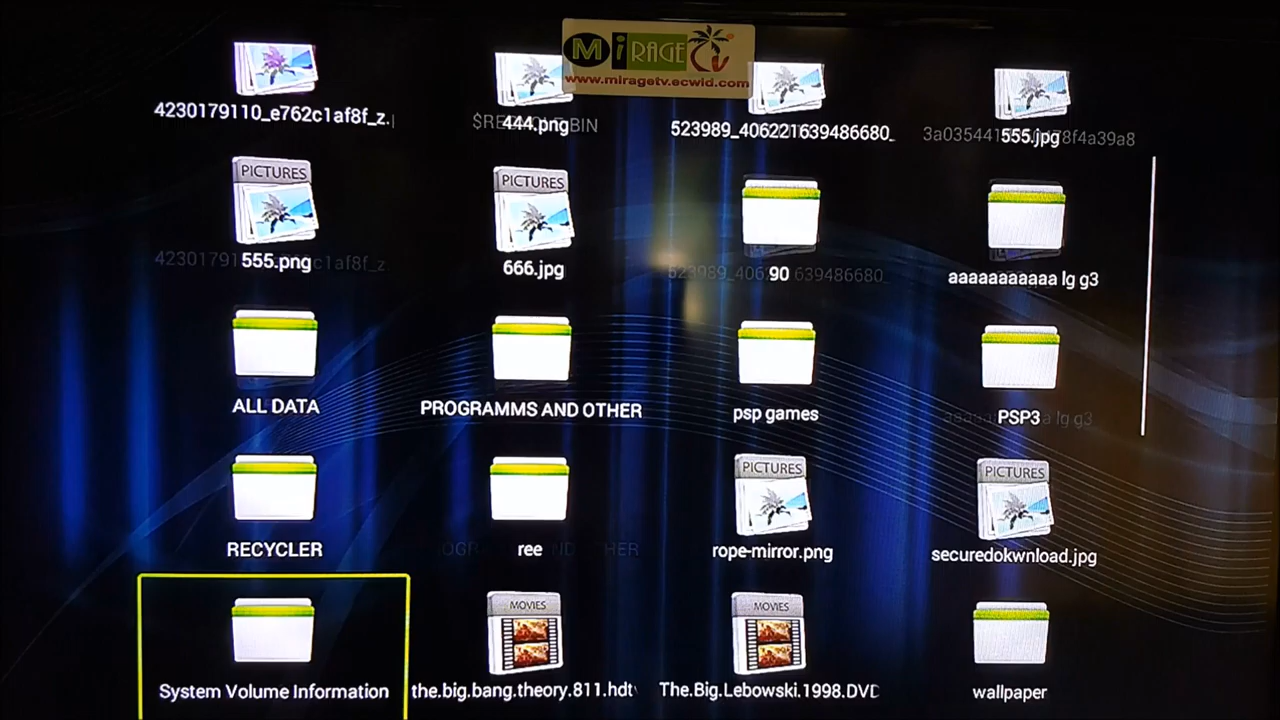 MiRAGE TV
www.miragetv.ecwid.com
4230179110_e762c1af8f_z.
444.png
523989_406221639486680_
555.jpg
PICTURES
555.png
PICTURES
666.jpg
90
aaaaaaaaaaa lg g3
ALL DATA
PROGRAMMS AND OTHER
psp games
PSP3
RECYCLER
ree
PICTURES
rope-mirror.png
PICTURES
securedokwnload.jpg
System Volume Information
MOVIES
the.big.bang.theory.811.hdt
MOVIES
The.Big.Lebowski.1998.DVD
wallpaper